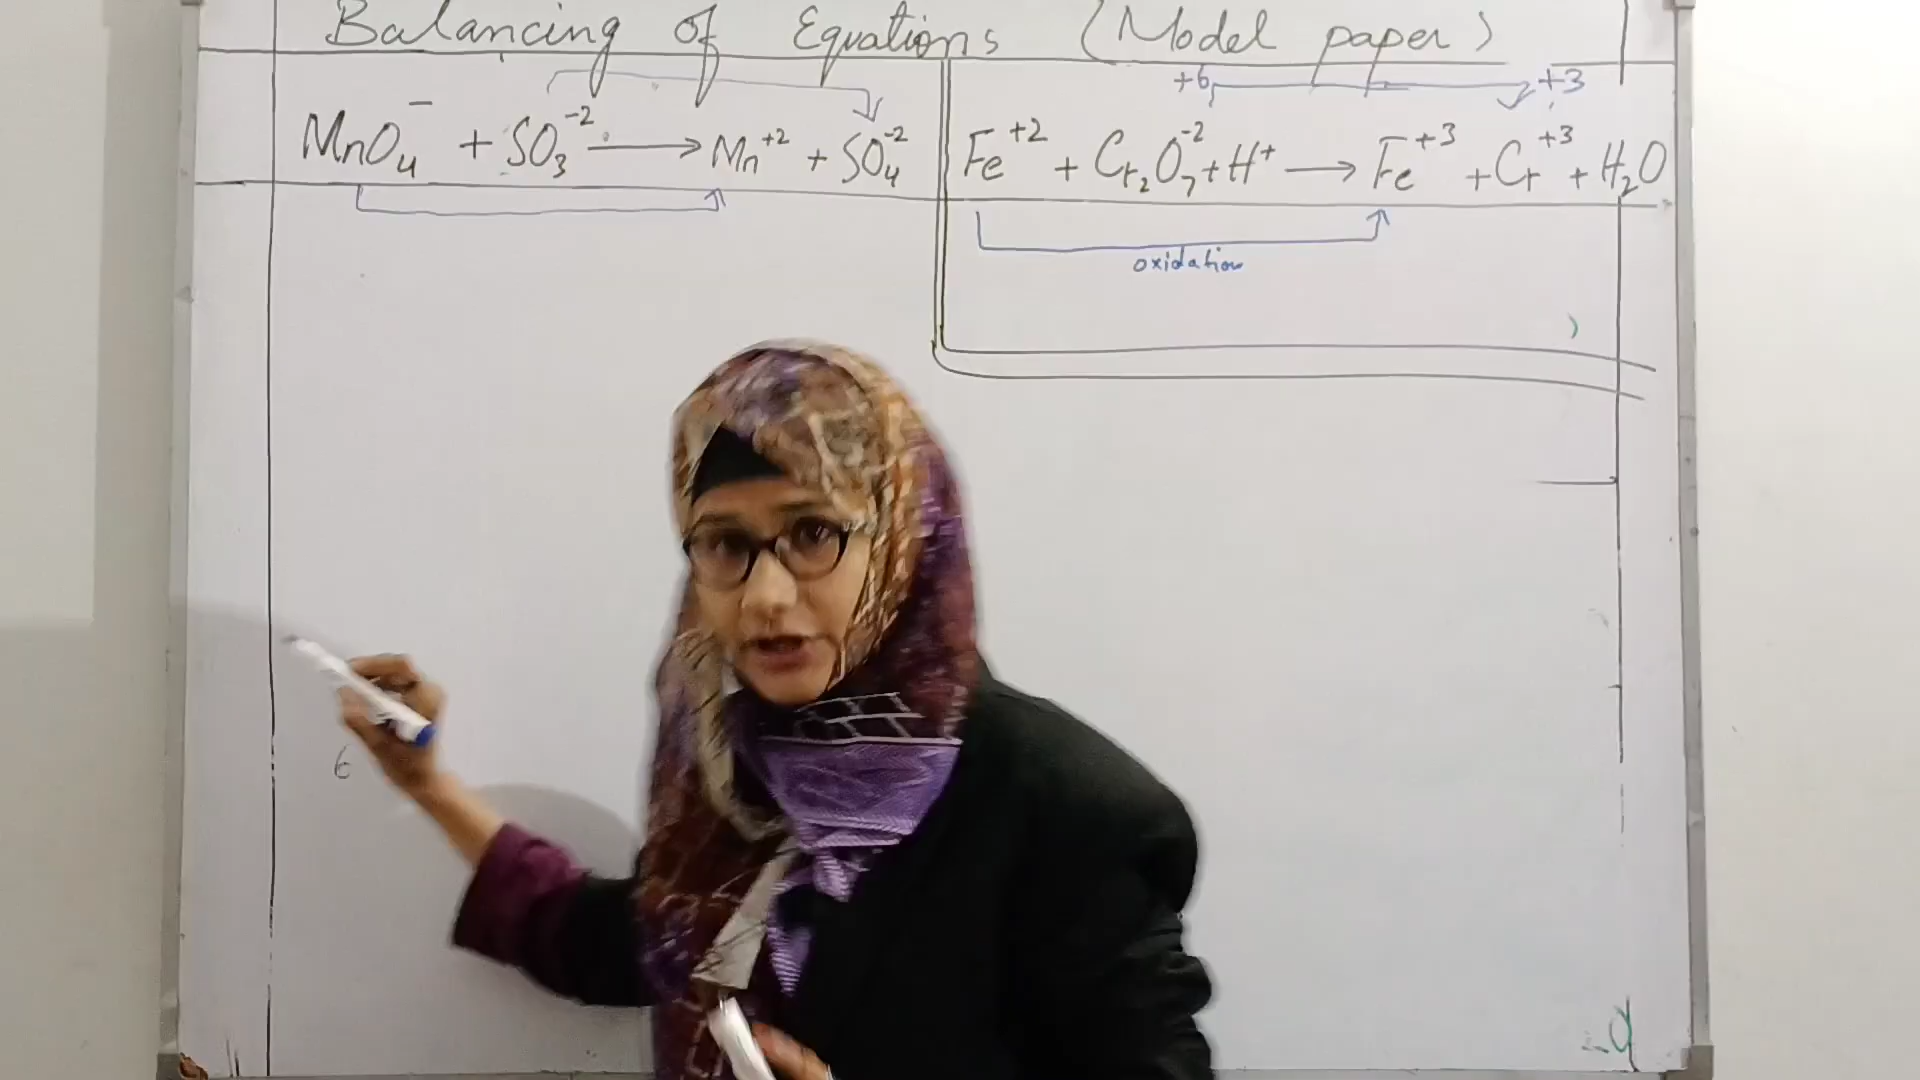 Balancing of Equations (Model paper)
+6 +3
MnO₄⁻ + SO₃⁻² ⟶ Mn⁺² + SO₄⁻²
Fe⁺² + Cr₂O₇⁻² + H⁺ ⟶ Fe⁺³ + Cr⁺³ + H₂O
oxidation
6